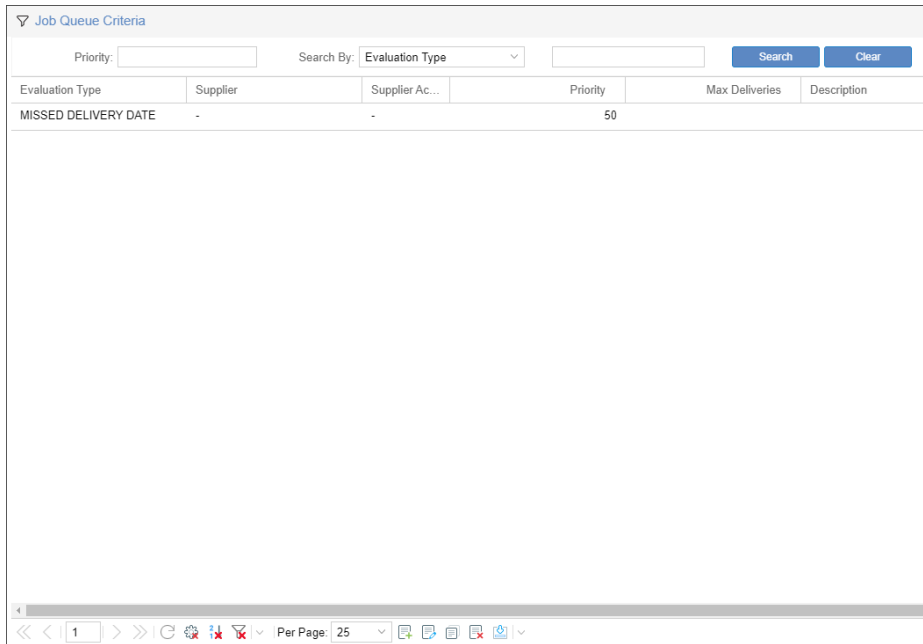 Job Queue Criteria
Priority: Search By: Evaluation Type Search Clear
Evaluation Type Supplier Supplier Ac... Priority Max Deliveries Description
MISSED DELIVERY DATE - - 50
1 Per Page: 25